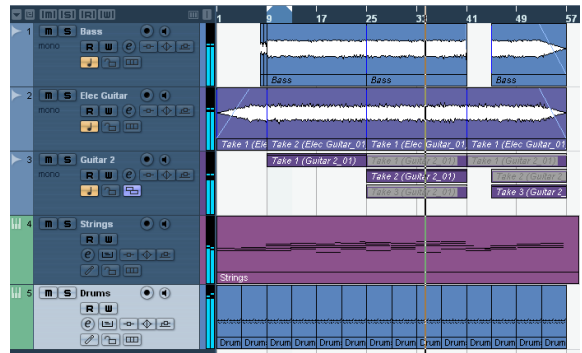 M S R W 1 9 17 25 33 41 49 57
1 M S Bass
mono R W e
Bass Bass Bass
2 M S Elec Guitar
mono R W e
Take 1 (Ele Take 2 (Elec Guitar_01 Take 1 (Elec Guitar_01 Take 1 (Elec Guitar_01
3 M S Guitar 2
mono R W e
Take 1 (Guitar 2_01) Take 1 (Guitar 2_01) Take 1 (Guitar 2_01)
Take 2 (Guitar 2_01) Take 2 (Guitar 2
Take 3 (Guitar 2_01) Take 3 (Guitar 2
4 M S Strings
R W
e
Strings
5 M S Drums
R W
e
Drum Drum Drum Drum Drum Drum Drum Drum Drum Drum Drum Drum Drum Drum